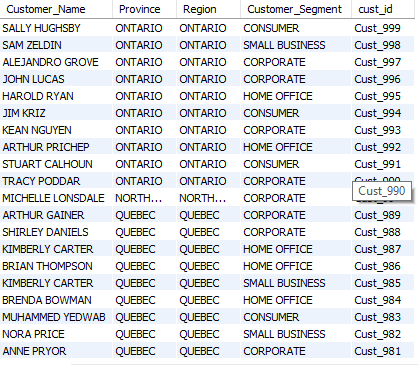 Customer_Name Province Region Customer_Segment cust_id
SALLY HUGHSBY ONTARIO ONTARIO CONSUMER Cust_999
SAM ZELDIN ONTARIO ONTARIO SMALL BUSINESS Cust_998
ALEJANDRO GROVE ONTARIO ONTARIO CORPORATE Cust_997
JOHN LUCAS ONTARIO ONTARIO CORPORATE Cust_996
HAROLD RYAN ONTARIO ONTARIO HOME OFFICE Cust_995
JIM KRIZ ONTARIO ONTARIO CONSUMER Cust_994
KEAN NGUYEN ONTARIO ONTARIO CORPORATE Cust_993
ARTHUR PRICHEP ONTARIO ONTARIO HOME OFFICE Cust_992
STUART CALHOUN ONTARIO ONTARIO CONSUMER Cust_991
TRACY PODDAR ONTARIO ONTARIO CORPORATE Cust_990
MICHELLE LONSDALE NORTH... NORTH... CORPORATE Cust_990
ARTHUR GAINER QUEBEC QUEBEC CORPORATE Cust_989
SHIRLEY DANIELS QUEBEC QUEBEC CORPORATE Cust_988
KIMBERLY CARTER QUEBEC QUEBEC HOME OFFICE Cust_987
BRIAN THOMPSON QUEBEC QUEBEC HOME OFFICE Cust_986
KIMBERLY CARTER QUEBEC QUEBEC SMALL BUSINESS Cust_985
BRENDA BOWMAN QUEBEC QUEBEC HOME OFFICE Cust_984
MUHAMMED YEDWAB QUEBEC QUEBEC CONSUMER Cust_983
NORA PRICE QUEBEC QUEBEC SMALL BUSINESS Cust_982
ANNE PRYOR QUEBEC QUEBEC CORPORATE Cust_981